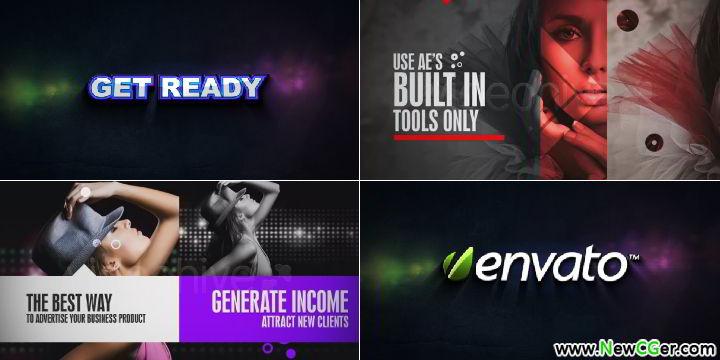 GET READY
USE AE'S
BUILT IN
TOOLS ONLY
THE BEST WAY
TO ADVERTISE YOUR BUSINESS PRODUCT
GENERATE INCOME
ATTRACT NEW CLIENTS
envato™
www.NewCGer.com